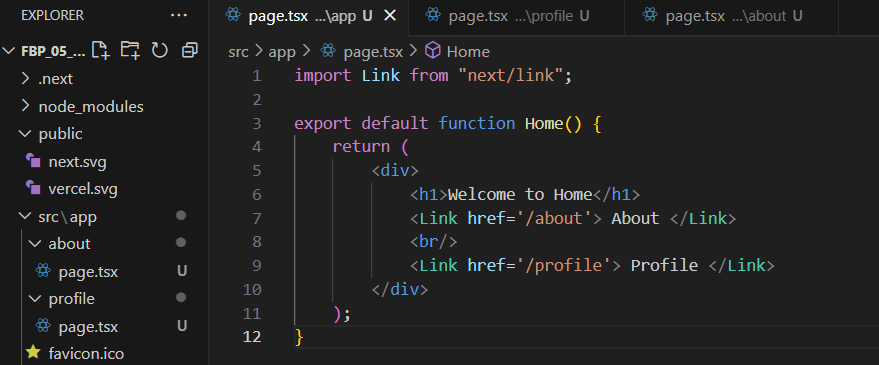 EXPLORER ...
FBP_05_...
.next
node_modules
public
next.svg
vercel.svg
src\app
about
page.tsx U
profile
page.tsx U
favicon.ico
page.tsx ...\app U
page.tsx ...\profile U
page.tsx ...\about U
src > app > page.tsx > Home
1 import Link from "next/link";
2
3 export default function Home() {
4 return (
5 <div>
6 <h1>Welcome to Home</h1>
7 <Link href='/about'> About </Link>
8 <br/>
9 <Link href='/profile'> Profile </Link>
10 </div>
11 );
12 }